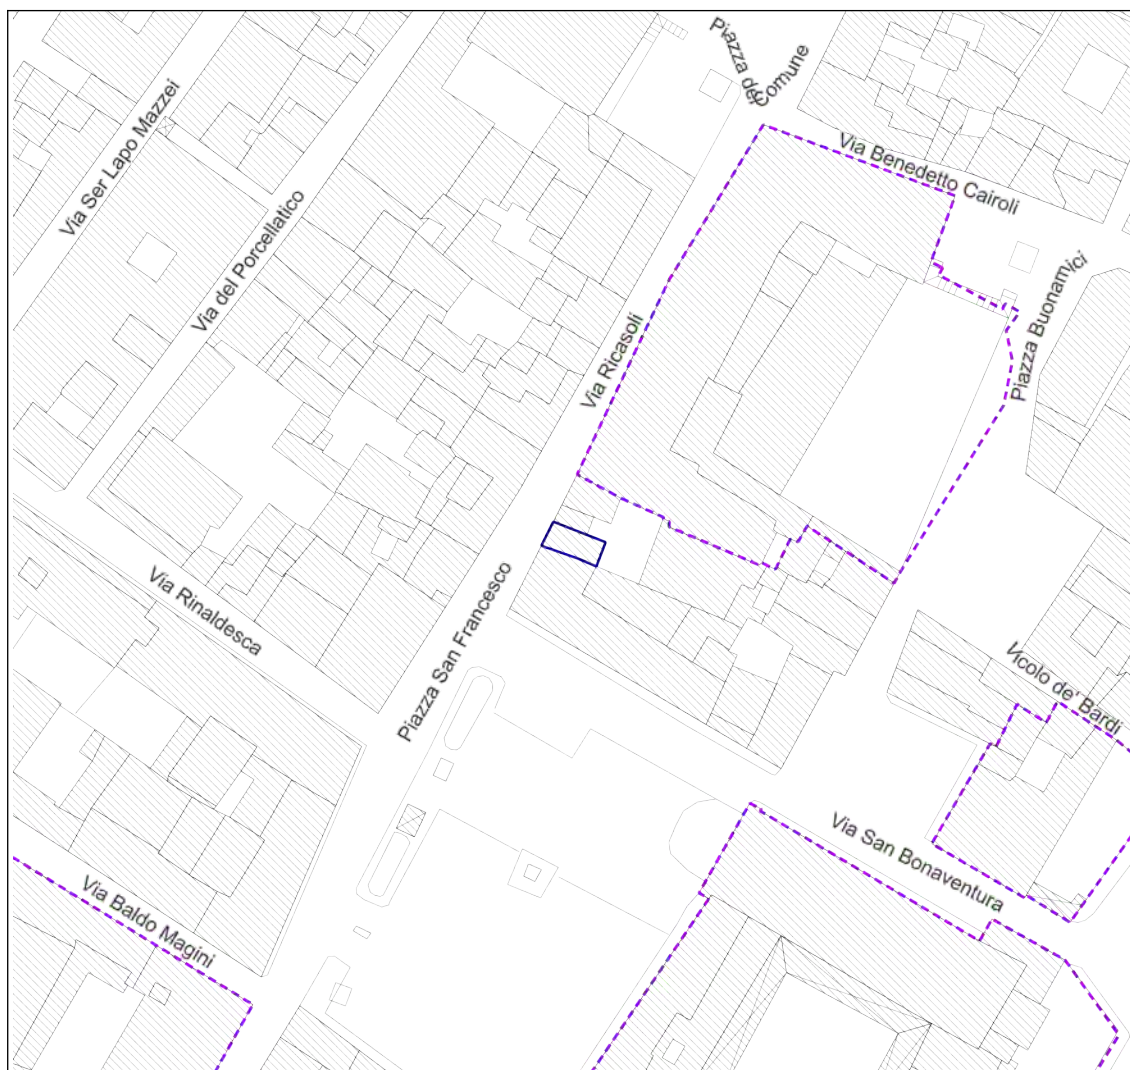 Piazza del
Comune
Via Benedetto Cairoli
Via Ser Lapo Mazzei
Via del Porcellatico
Piazza Buonamici
Via Ricasoli
Via Rinaldesca
Piazza San Francesco
Vicolo de' Bardi
Via San Bonaventura
Via Baldo Magini